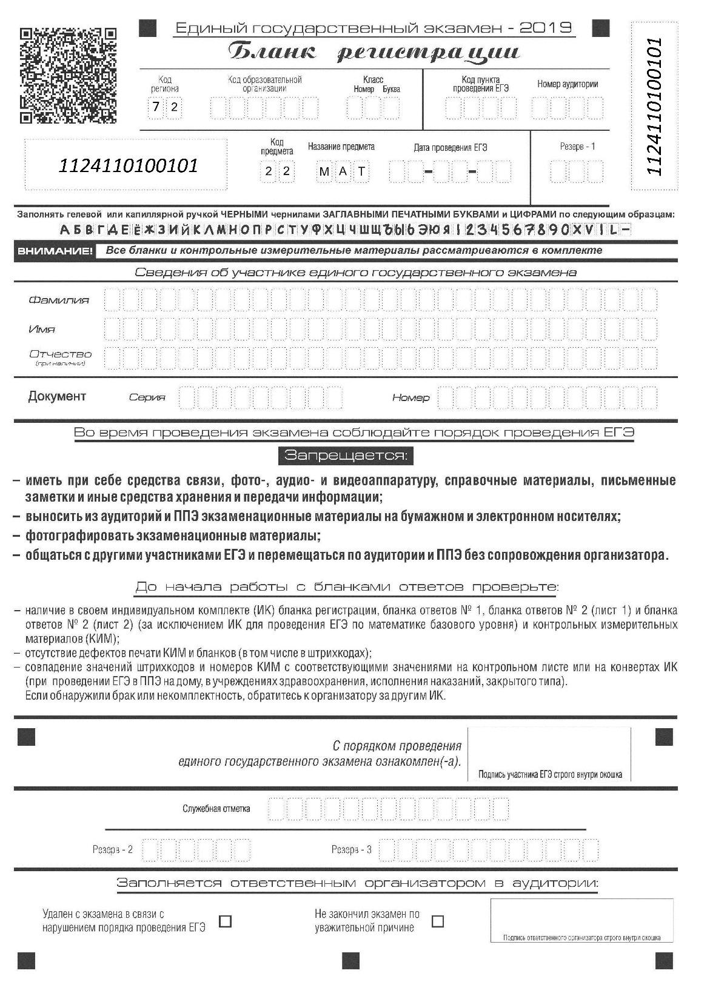 Единый государственный экзамен - 2019
Бланк регистрации
Код региона
Код образовательной организации
Класс
Номер Буква
Код пункта проведения ЕГЭ
Номер аудитории
7 2
1124110100101
1124110100101
Код предмета
Название предмета
Дата проведения ЕГЭ
Резерв - 1
2 2
М А Т
- -
Заполнять гелевой или капиллярной ручкой ЧЕРНЫМИ чернилами ЗАГЛАВНЫМИ ПЕЧАТНЫМИ БУКВАМИ и ЦИФРАМИ по следующим образцам:
А Б В Г Д Е Ё Ж З И Й К Л М Н О П Р С Т У Ф Х Ц Ч Ш Щ Ъ Ы Ь Э Ю Я 1 2 3 4 5 6 7 8 9 0 X V I L -
ВНИМАНИЕ! Все бланки и контрольные измерительные материалы рассматриваются в комплекте
Сведения об участнике единого государственного экзамена
Фамилия
Имя
Отчество
(при наличии)
Документ Серия Номер
Во время проведения экзамена соблюдайте порядок проведения ЕГЭ
Запрещается:
– иметь при себе средства связи, фото-, аудио- и видеоаппаратуру, справочные материалы, письменные
заметки и иные средства хранения и передачи информации;
– выносить из аудиторий и ППЭ экзаменационные материалы на бумажном и электронном носителях;
– фотографировать экзаменационные материалы;
– общаться с другими участниками ЕГЭ и перемещаться по аудитории и ППЭ без сопровождения организатора.
До начала работы с бланками ответов проверьте:
– наличие в своем индивидуальном комплекте (ИК) бланка регистрации, бланка ответов № 1, бланка ответов № 2 (лист 1) и бланка
ответов № 2 (лист 2) (за исключением ИК для проведения ЕГЭ по математике базового уровня) и контрольных измерительных
материалов (КИМ);
– отсутствие дефектов печати КИМ и бланков (в том числе в штрихкодах);
– совпадение значений штрихкодов и номеров КИМ с соответствующими значениями на контрольном листе или на конвертах ИК
(при проведении ЕГЭ в ППЭ на дому, в учреждениях здравоохранения, исполнения наказаний, закрытого типа).
Если обнаружили брак или некомплектность, обратитесь к организатору за другим ИК.
С порядком проведения
единого государственного экзамена ознакомлен(-а).
Подпись участника ЕГЭ строго внутри окошка
Служебная отметка
Резерв - 2
Резерв - 3
Заполняется ответственным организатором в аудитории:
Удален с экзамена в связи с
нарушением порядка проведения ЕГЭ
Не закончил экзамен по
уважительной причине
Подпись ответственного организатора строго внутри окошка